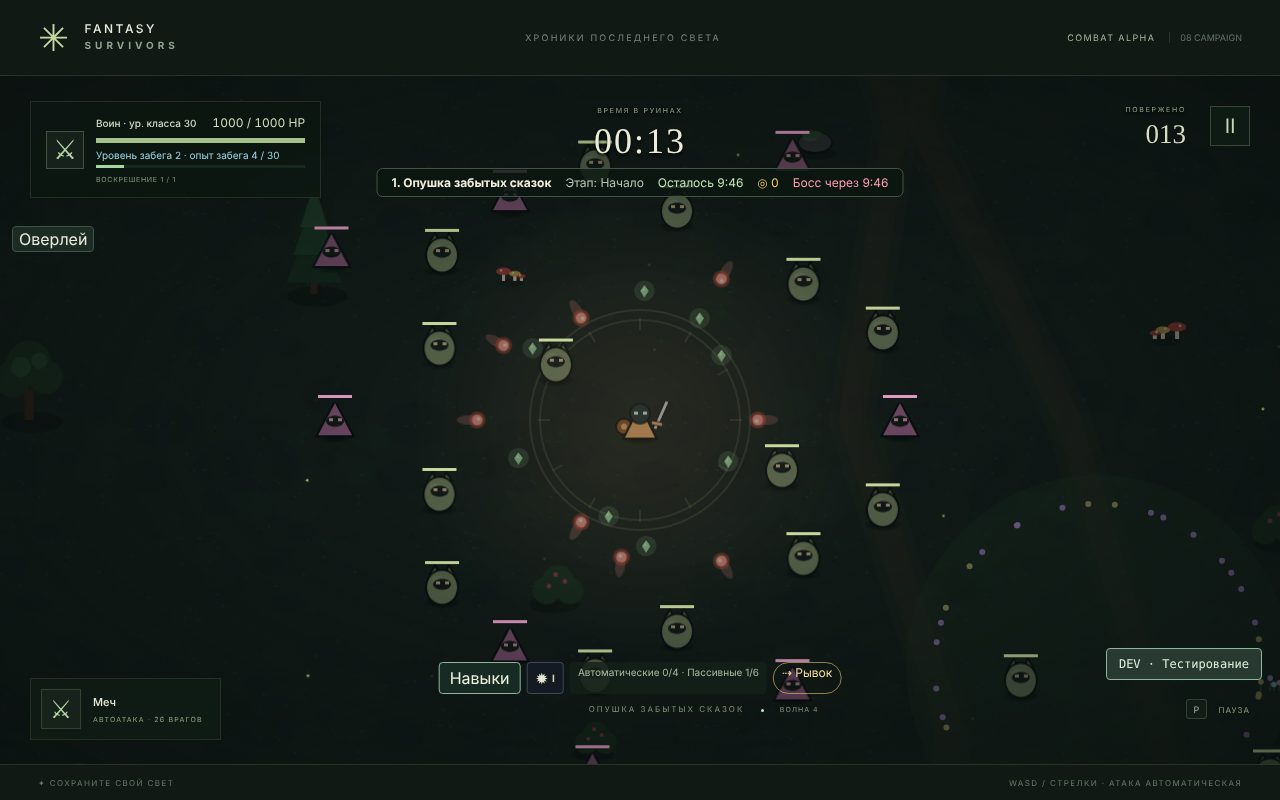 FANTASY
SURVIVORS
ХРОНИКИ ПОСЛЕДНЕГО СВЕТА
COMBAT ALPHA
08 CAMPAIGN
Воин · ур. класса 30
1000 / 1000 HP
Уровень забега 2 · опыт забега 4 / 30
ВОСКРЕШЕНИЕ 1 / 1
ВРЕМЯ В РУИНАХ
00:13
ПОВЕРЖЕНО
013
1. Опушка забытых сказок Этап: Начало Осталось 9:46 ◎ 0 Босс через 9:46
Оверлей
Навыки
✹ I
Автоматические 0/4 · Пассивные 1/6
⇢ Рывок
ОПУШКА ЗАБЫТЫХ СКАЗОК • ВОЛНА 4
Меч
АВТОАТАКА · 26 ВРАГОВ
DEV · Тестирование
P ПАУЗА
✦ СОХРАНИТЕ СВОЙ СВЕТ
WASD / СТРЕЛКИ · АТАКА АВТОМАТИЧЕСКАЯ